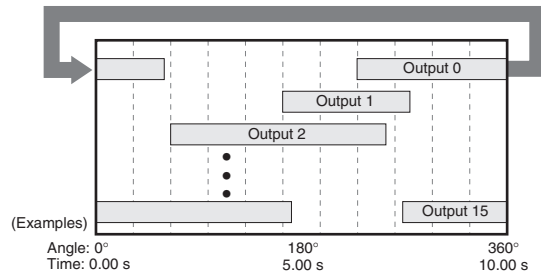 Output 0
Output 1
Output 2
Output 15
(Examples)
Angle: 0° 180° 360°
Time: 0.00 s 5.00 s 10.00 s